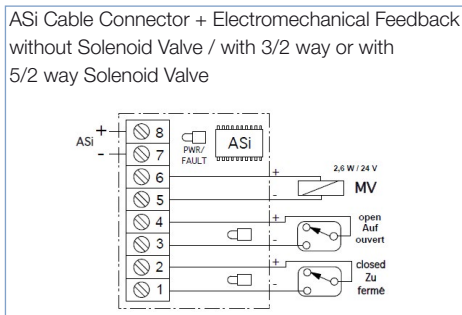 ASi Cable Connector + Electromechanical Feedback
without Solenoid Valve / with 3/2 way or with
5/2 way Solenoid Valve
ASi
+
-
8
7
6
5
4
3
2
1
PWR/
FAULT
ASi
+
-
2,6 W / 24 V
MV
+
-
open
Auf
ouvert
+
-
closed
Zu
fermé